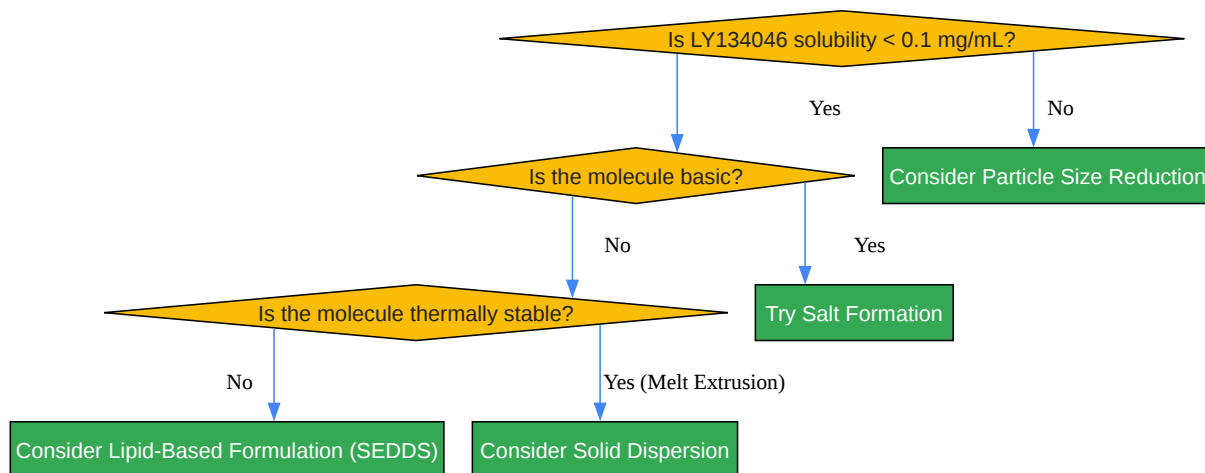 Is LY134046 solubility < 0.1 mg/mL?
Yes
No
Is the molecule basic?
Consider Particle Size Reduction
No
Yes
Is the molecule thermally stable?
Try Salt Formation
No
Yes (Melt Extrusion)
Consider Lipid-Based Formulation (SEDDS)
Consider Solid Dispersion